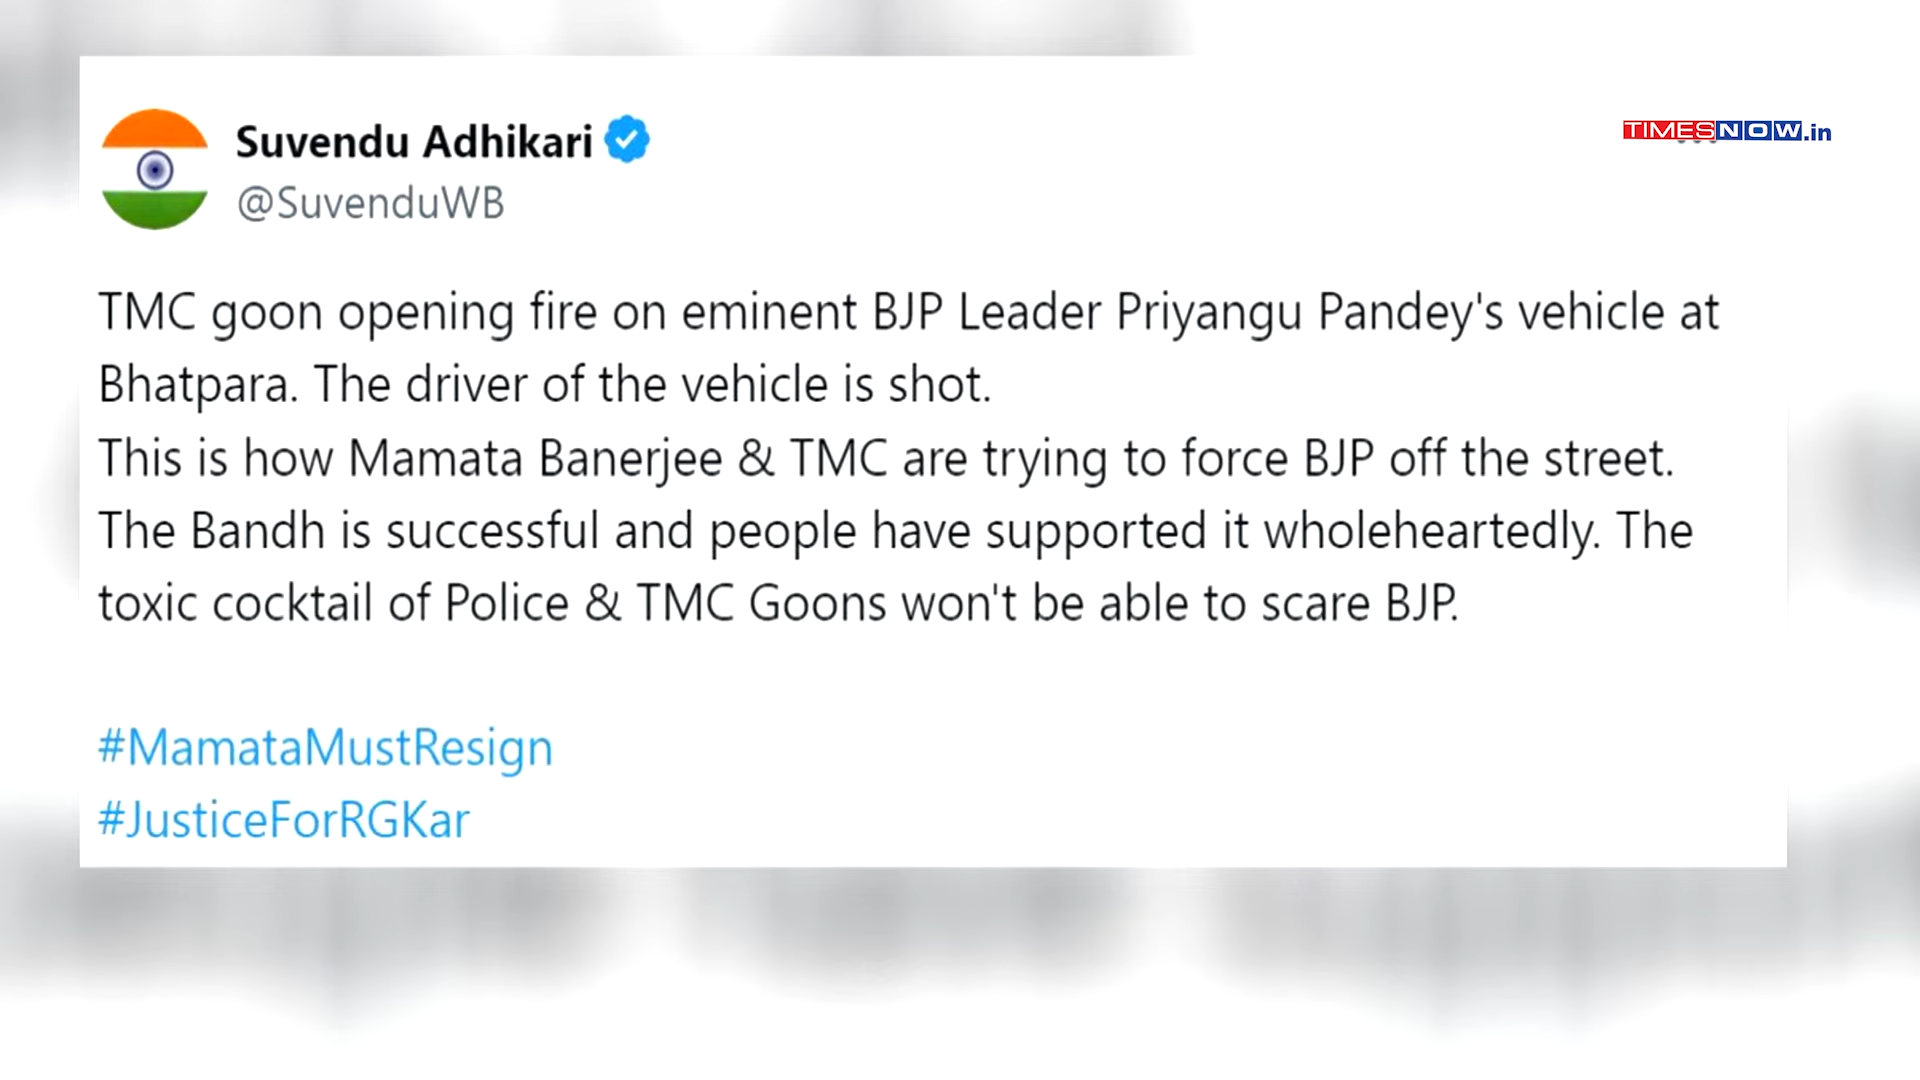 Suvendu Adhikari
TIMESNOW.in
@SuvenduWB
TMC goon opening fire on eminent BJP Leader Priyangu Pandey's vehicle at
Bhatpara. The driver of the vehicle is shot.
This is how Mamata Banerjee & TMC are trying to force BJP off the street.
The Bandh is successful and people have supported it wholeheartedly. The
toxic cocktail of Police & TMC Goons won't be able to scare BJP.
#MamataMustResign
#JusticeForRGKar